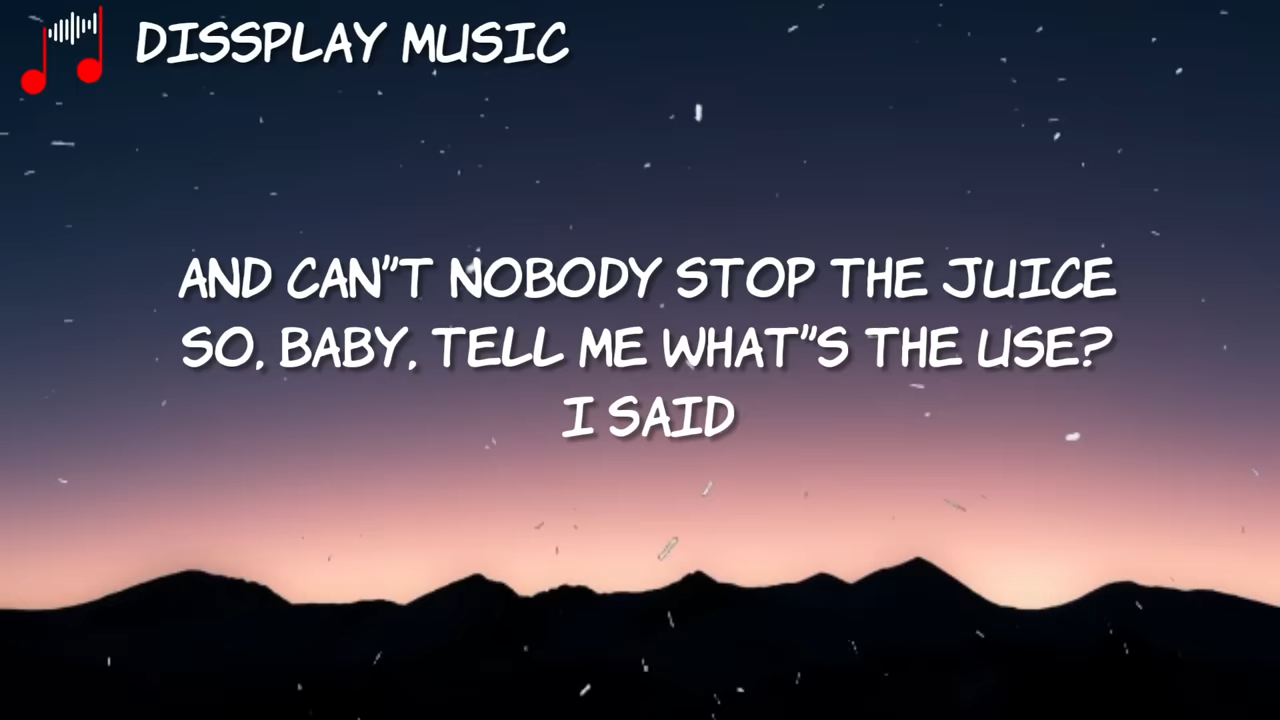 DISSPLAY MUSIC
AND CAN"T NOBODY STOP THE JUICE
SO, BABY, TELL ME WHAT"S THE USE?
I SAID